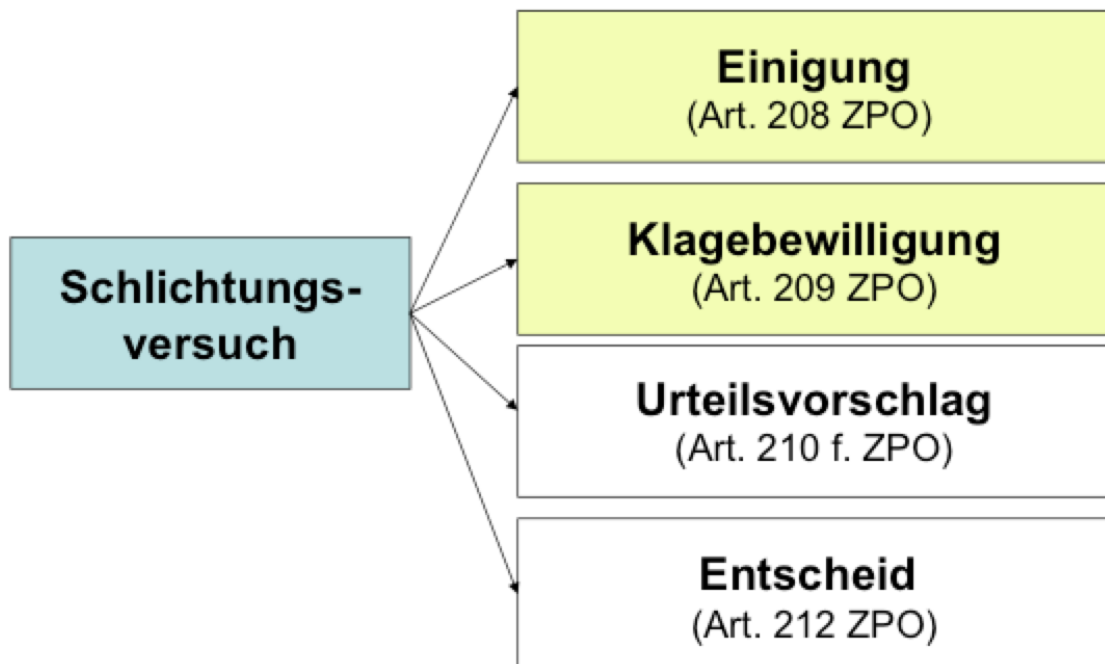 Schlichtungs-
versuch
Einigung
(Art. 208 ZPO)
Klagebewilligung
(Art. 209 ZPO)
Urteilsvorschlag
(Art. 210 f. ZPO)
Entscheid
(Art. 212 ZPO)